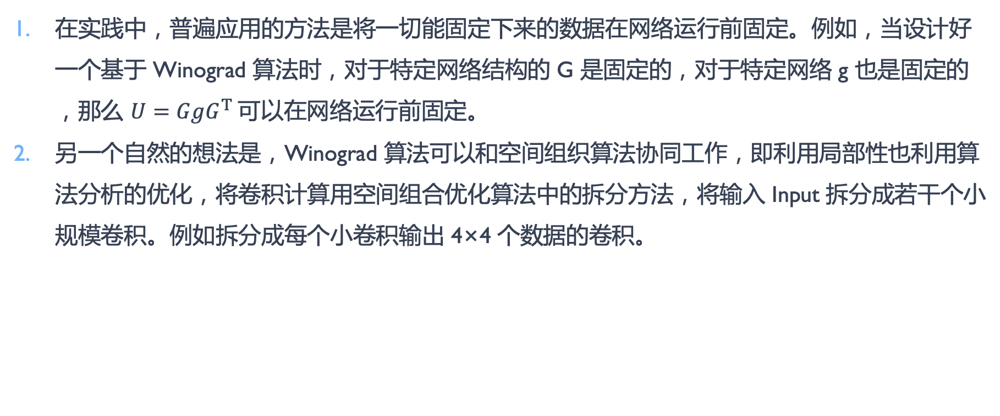 1. 在实践中，普遍应用的方法是将一切能固定下来的数据在网络运行前固定。例如，当设计好
一个基于 Winograd 算法时，对于特定网络结构的 G 是固定的，对于特定网络 g 也是固定的
，那么 U = GgGᵀ 可以在网络运行前固定。
2. 另一个自然的想法是，Winograd 算法可以和空间组织算法协同工作，即利用局部性也利用算
法分析的优化，将卷积计算用空间组合优化算法中的拆分方法，将输入 Input 拆分成若干个小
规模卷积。例如拆分成每个小卷积输出 4×4 个数据的卷积。